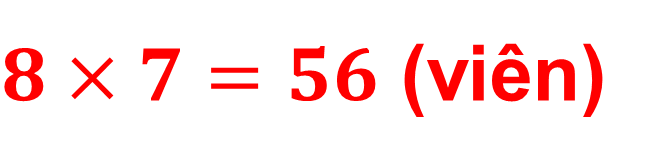 8 × 7 = 56 (viên)